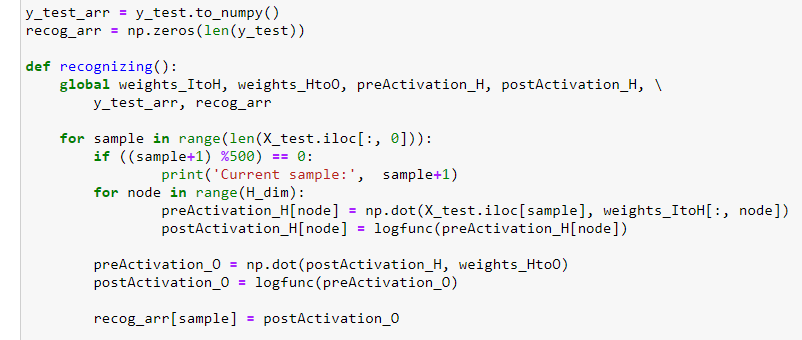 y_test_arr = y_test.to_numpy()
recog_arr = np.zeros(len(y_test))
def recognizing():
    global weights_ItoH, weights_HtoO, preActivation_H, postActivation_H, \
        y_test_arr, recog_arr
    for sample in range(len(X_test.iloc[:, 0])):
        if ((sample+1) %500) == 0:
                print('Current sample:',  sample+1)
        for node in range(H_dim):
                preActivation_H[node] = np.dot(X_test.iloc[sample], weights_ItoH[:, node])
                postActivation_H[node] = logfunc(preActivation_H[node])
        preActivation_O = np.dot(postActivation_H, weights_HtoO)
        postActivation_O = logfunc(preActivation_O)
        recog_arr[sample] = postActivation_O